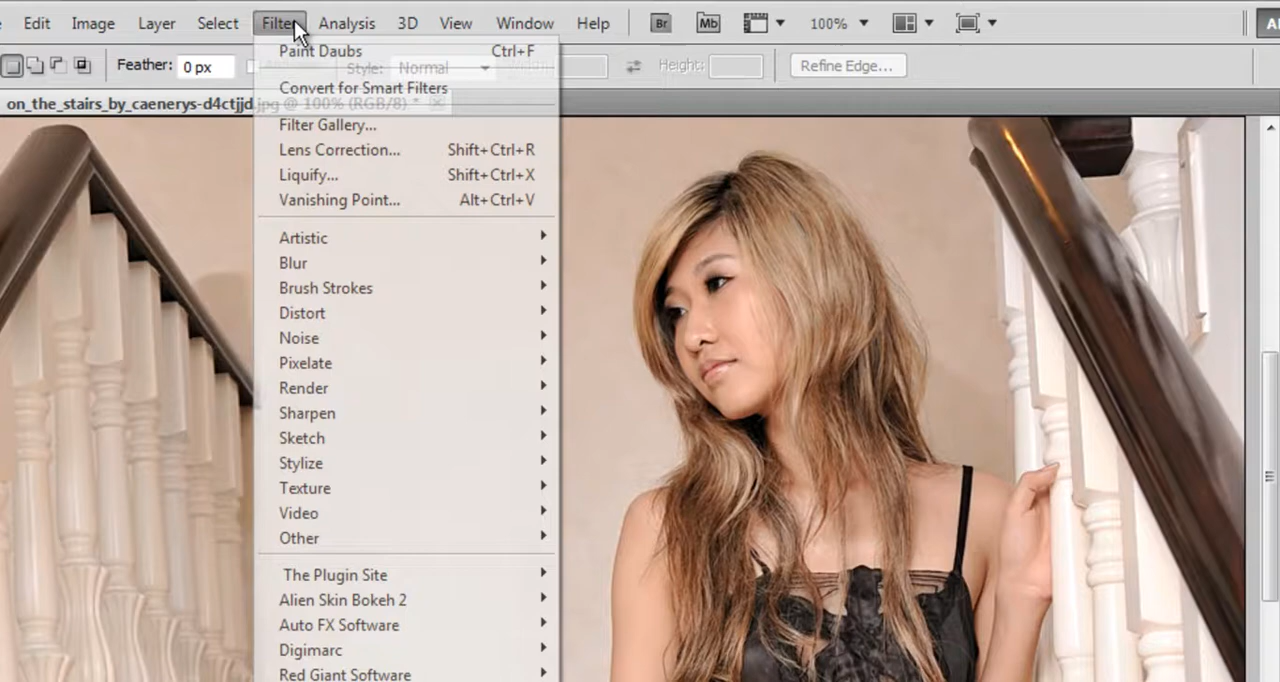 Edit Image Layer Select Filter Analysis 3D View Window Help Br Mb 100%
Feather: 0 px Style: Normal Height: Refine Edge...
on_the_stairs_by_caenerys-d4ctjjd.jpg @ 100% (RGB/8) *
Paint Daubs Ctrl+F
Convert for Smart Filters
Filter Gallery...
Lens Correction... Shift+Ctrl+R
Liquify... Shift+Ctrl+X
Vanishing Point... Alt+Ctrl+V
Artistic
Blur
Brush Strokes
Distort
Noise
Pixelate
Render
Sharpen
Sketch
Stylize
Texture
Video
Other
The Plugin Site
Alien Skin Bokeh 2
Auto FX Software
Digimarc
Red Giant Software